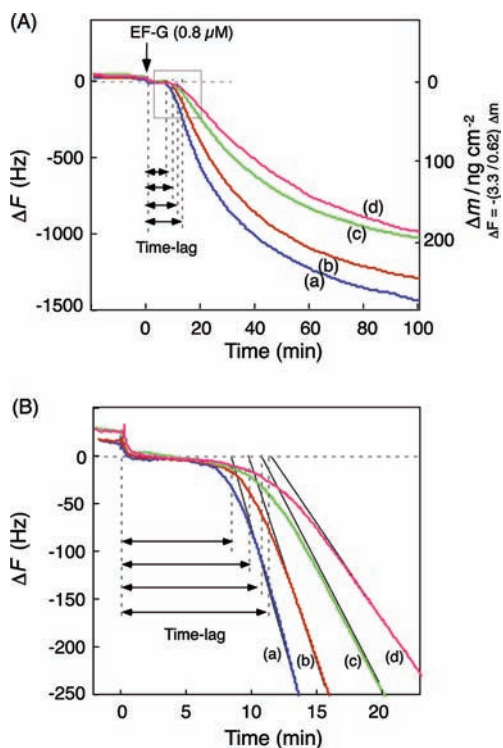 (A)
EF-G (0.8 μM)
0
-500
-1000
-1500
ΔF (Hz)
0
100
200
Δm/ng cm⁻²
ΔF = -(3.3/0.62) Δm
Time-lag
(d)
(c)
(b)
(a)
0 20 40 60 80 100
Time (min)
(B)
0
-50
-100
-150
-200
-250
ΔF (Hz)
Time-lag
(a) (b) (c) (d)
0 5 10 15 20
Time (min)